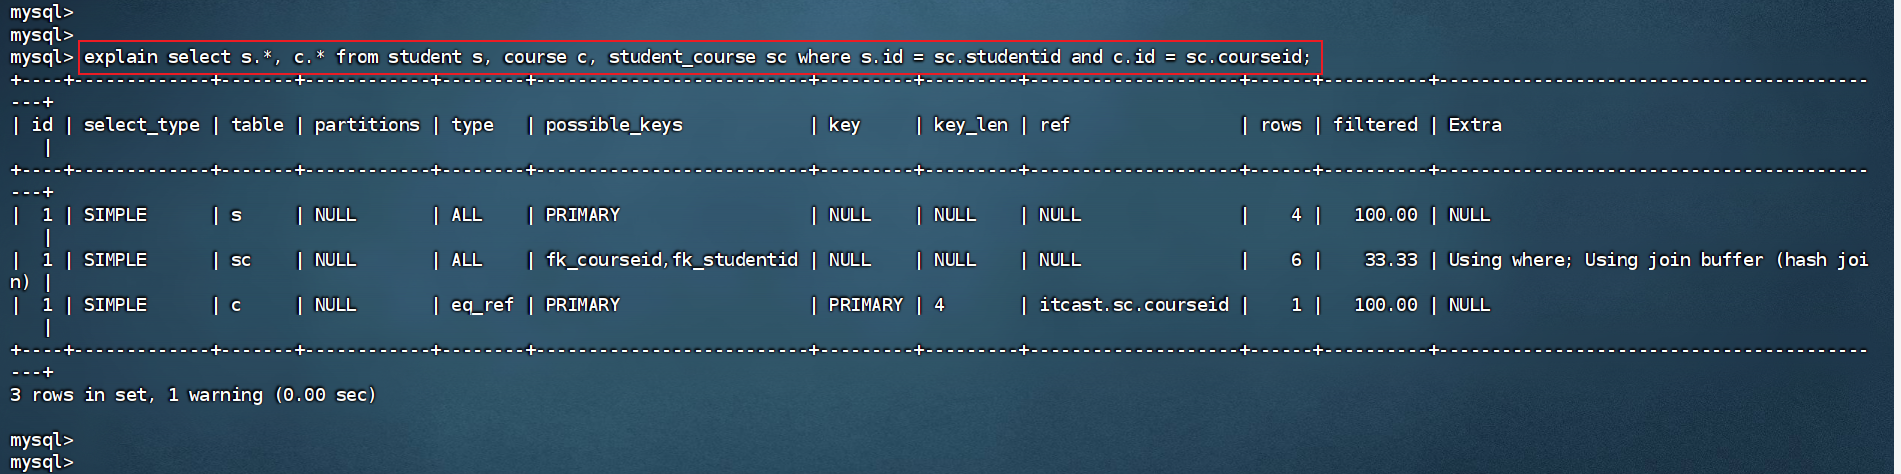 mysql>
mysql>
mysql> explain select s.*, c.* from student s, course c, student_course sc where s.id = sc.studentid and c.id = sc.courseid;
+----+-------------+-------+------------+--------+--------------------------+---------+---------+--------------------+------+----------+-----------------------------------------
---+
| id | select_type | table | partitions | type   | possible_keys            | key     | key_len | ref                | rows | filtered | Extra
   |
+----+-------------+-------+------------+--------+--------------------------+---------+---------+--------------------+------+----------+-----------------------------------------
---+
|  1 | SIMPLE      | s     | NULL       | ALL    | PRIMARY                  | NULL    | NULL    | NULL               |    4 |   100.00 | NULL
   |
|  1 | SIMPLE      | sc    | NULL       | ALL    | fk_courseid,fk_studentid | NULL    | NULL    | NULL               |    6 |    33.33 | Using where; Using join buffer (hash joi
n) |
|  1 | SIMPLE      | c     | NULL       | eq_ref | PRIMARY                  | PRIMARY | 4       | itcast.sc.courseid |    1 |   100.00 | NULL
   |
+----+-------------+-------+------------+--------+--------------------------+---------+---------+--------------------+------+----------+-----------------------------------------
---+
3 rows in set, 1 warning (0.00 sec)
mysql>
mysql>